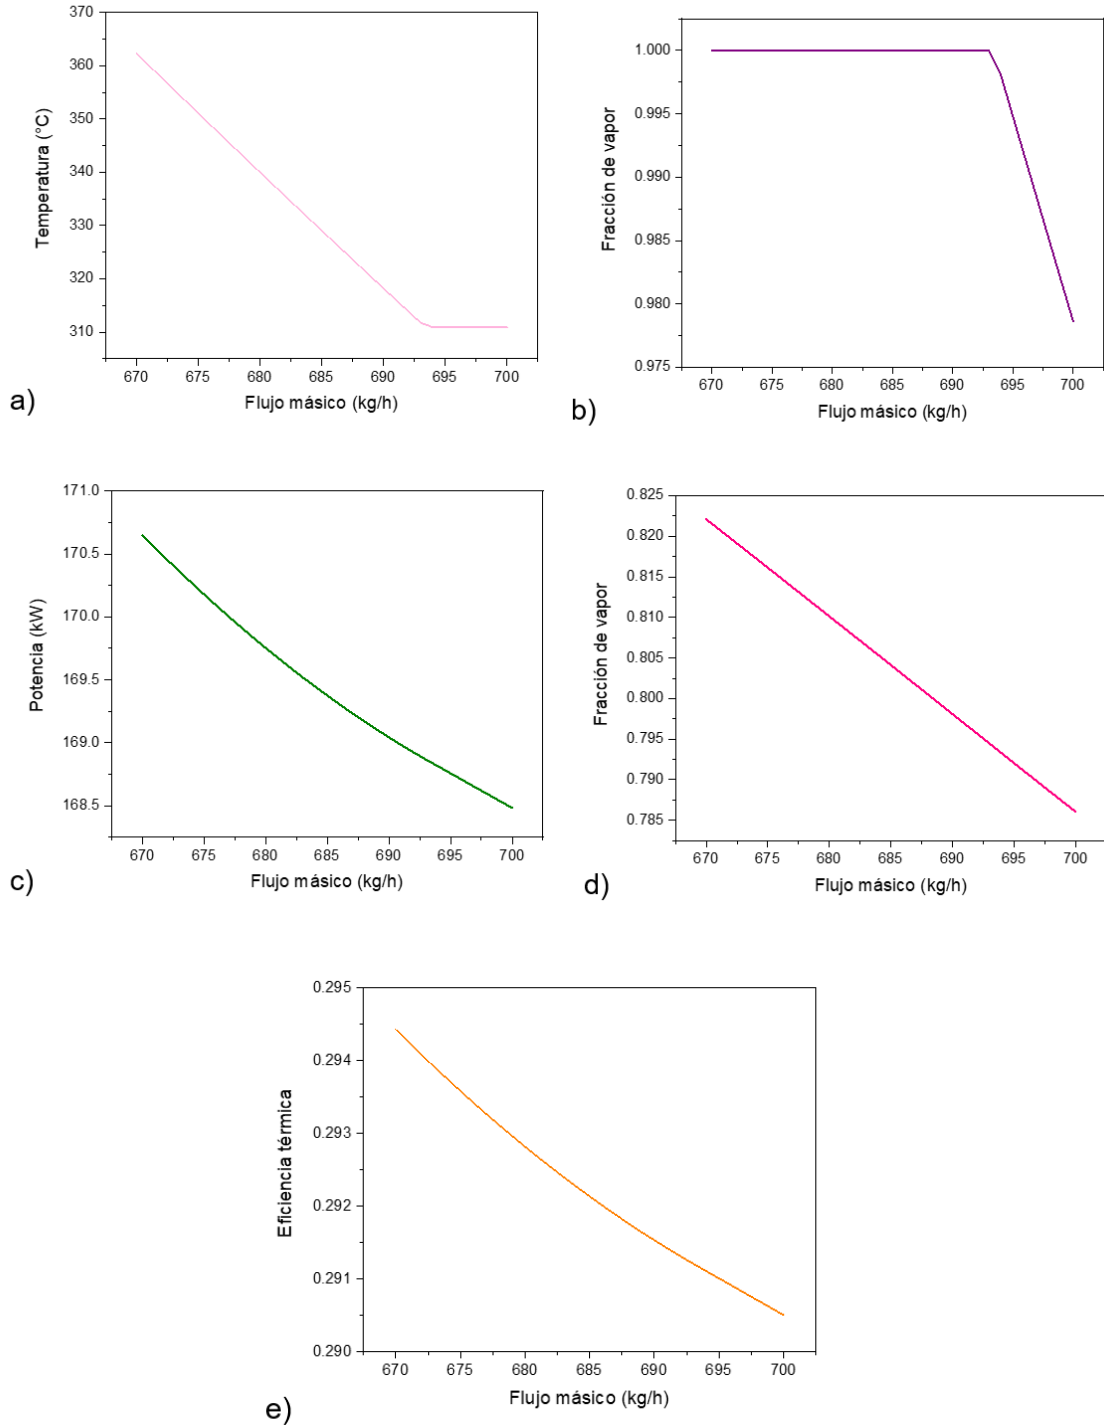 370
360
350
340
330
320
310
Temperatura (°C)
670 675 680 685 690 695 700
Flujo másico (kg/h)
a)
1.000
0.995
0.990
0.985
0.980
0.975
Fracción de vapor
670 675 680 685 690 695 700
Flujo másico (kg/h)
b)
171.0
170.5
170.0
169.5
169.0
168.5
Potencia (kW)
670 675 680 685 690 695 700
Flujo másico (kg/h)
c)
0.825
0.820
0.815
0.810
0.805
0.800
0.795
0.790
0.785
Fracción de vapor
670 675 680 685 690 695 700
Flujo másico (kg/h)
d)
0.295
0.294
0.293
0.292
0.291
0.290
Eficiencia térmica
670 675 680 685 690 695 700
Flujo másico (kg/h)
e)